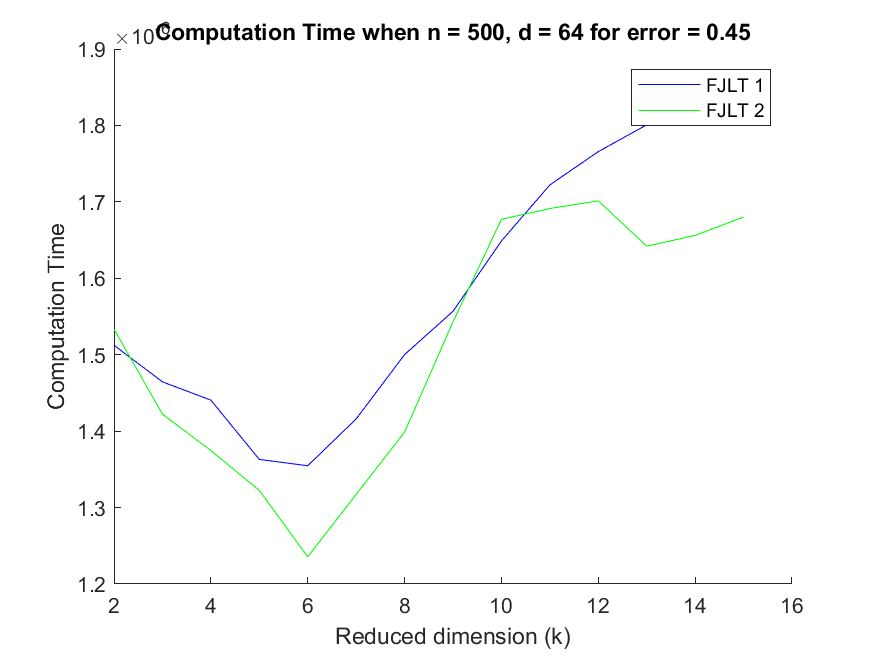 Computation Time when n = 500, d = 64 for error = 0.45
×10
1.9
1.8
1.7
1.6
1.5
1.4
1.3
1.2
2 4 6 8 10 12 14 16
Computation Time
Reduced dimension (k)
FJLT 1
FJLT 2